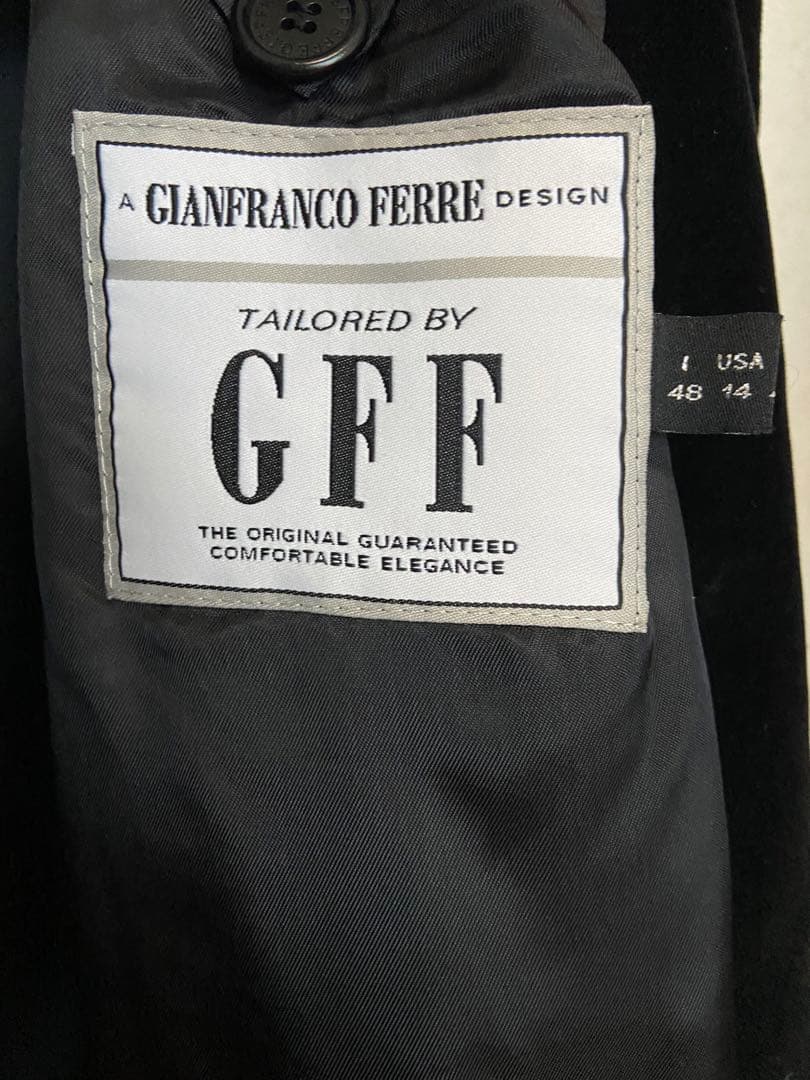 A GIANFRANCO FERRE DESIGN
TAILORED BY
GFF
THE ORIGINAL GUARANTEED
COMFORTABLE ELEGANCE
I USA
48 14